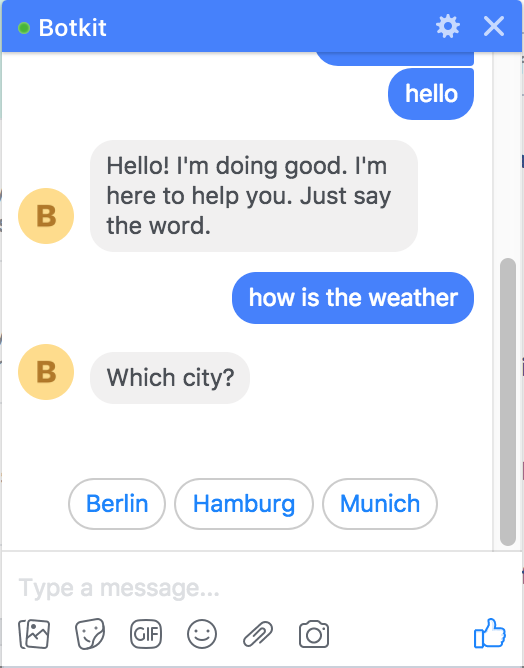 Botkit
hello
Hello! I'm doing good. I'm
here to help you. Just say
the word.
B
how is the weather
B
Which city?
Berlin
Hamburg
Munich
Type a message...
GIF